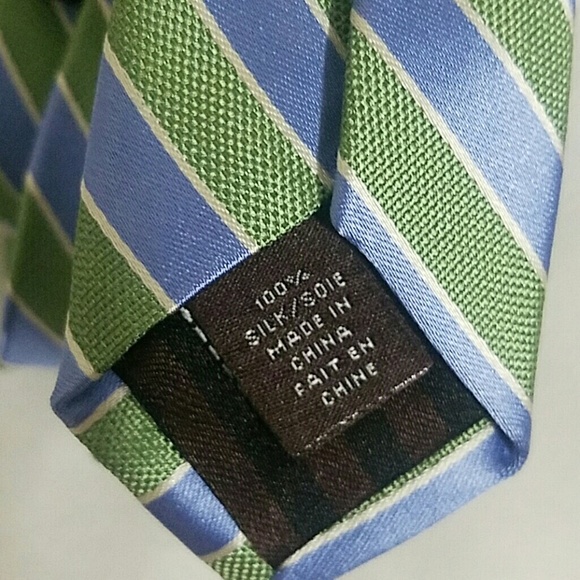 100%
SILK/SOIE
MADE IN
CHINA
FAIT EN
CHINE